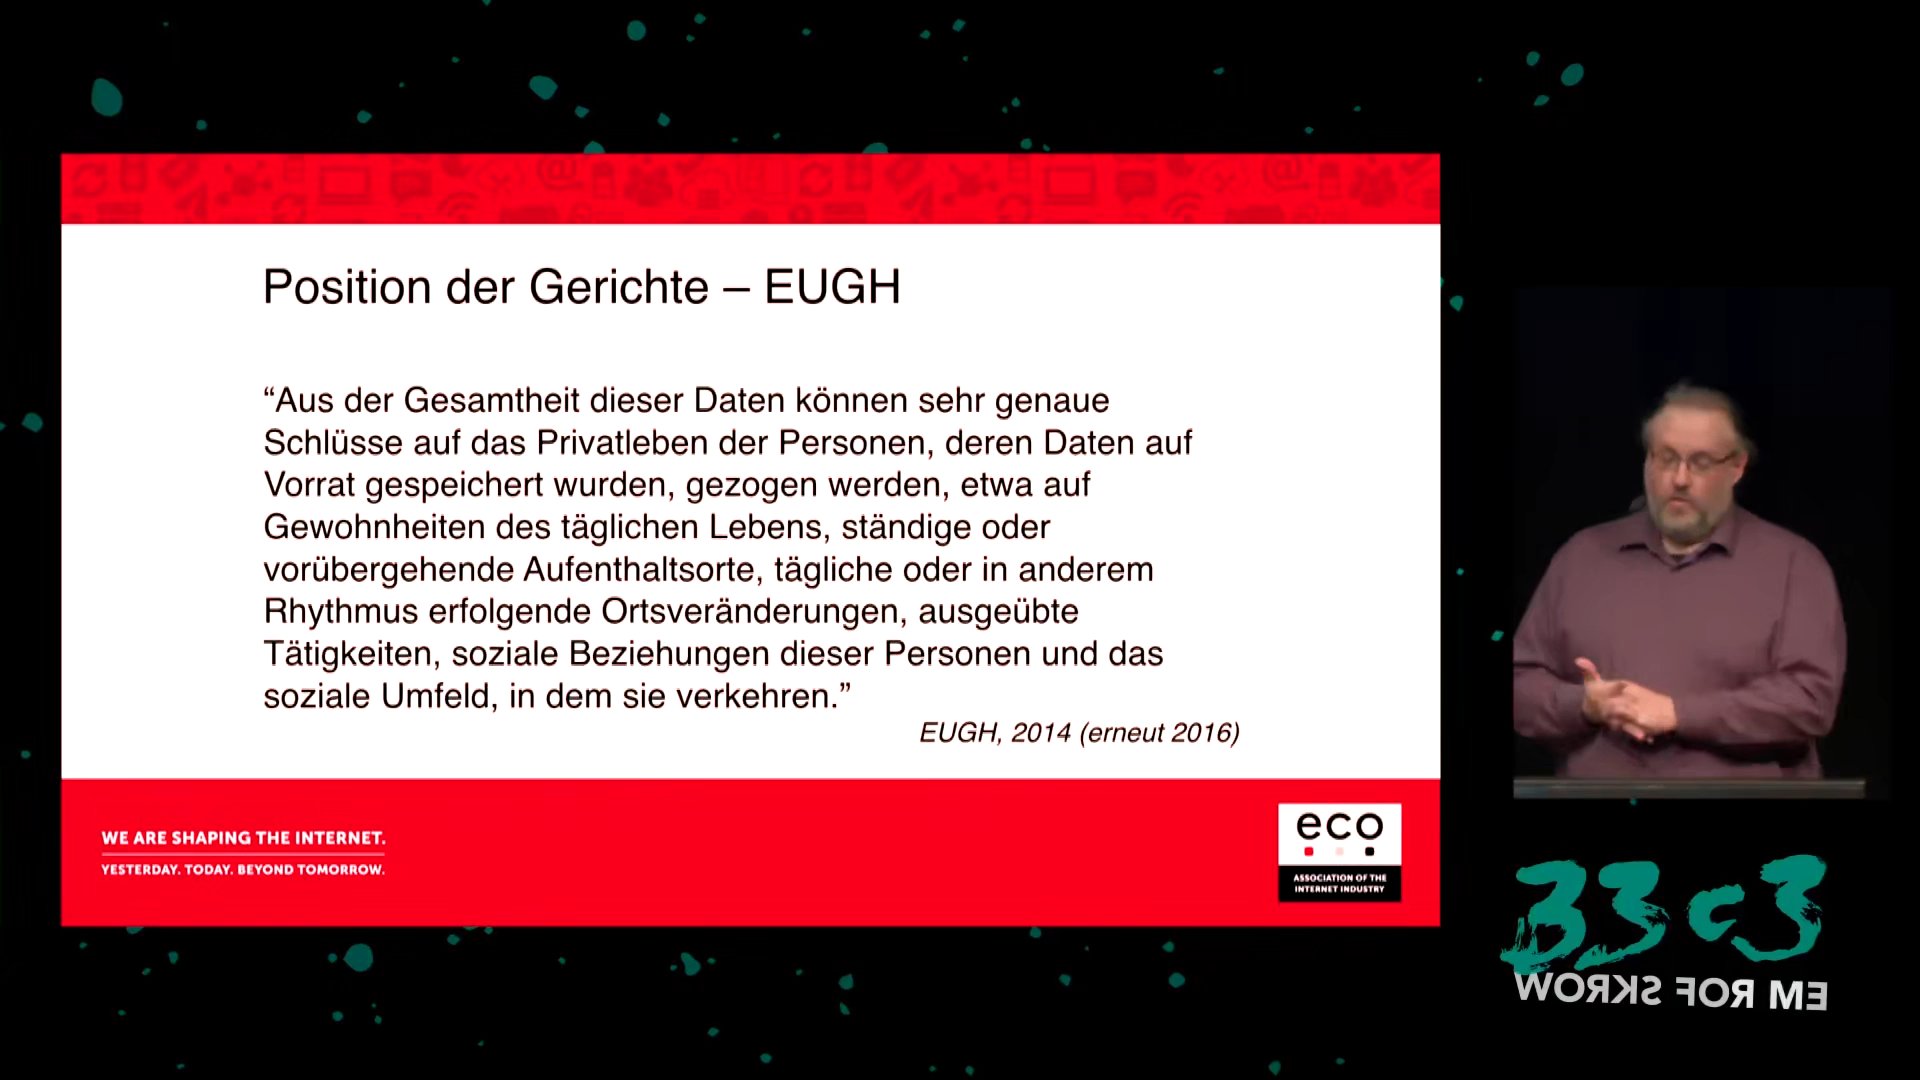 Position der Gerichte – EUGH
“Aus der Gesamtheit dieser Daten können sehr genaue
Schlüsse auf das Privatleben der Personen, deren Daten auf
Vorrat gespeichert wurden, gezogen werden, etwa auf
Gewohnheiten des täglichen Lebens, ständige oder
vorübergehende Aufenthaltsorte, tägliche oder in anderem
Rhythmus erfolgende Ortsveränderungen, ausgeübte
Tätigkeiten, soziale Beziehungen dieser Personen und das
soziale Umfeld, in dem sie verkehren.”
EUGH, 2014 (erneut 2016)
WE ARE SHAPING THE INTERNET.
YESTERDAY. TODAY. BEYOND TOMORROW.
eco
ASSOCIATION OF THE
INTERNET INDUSTRY
33c3
WORKS FOR ME